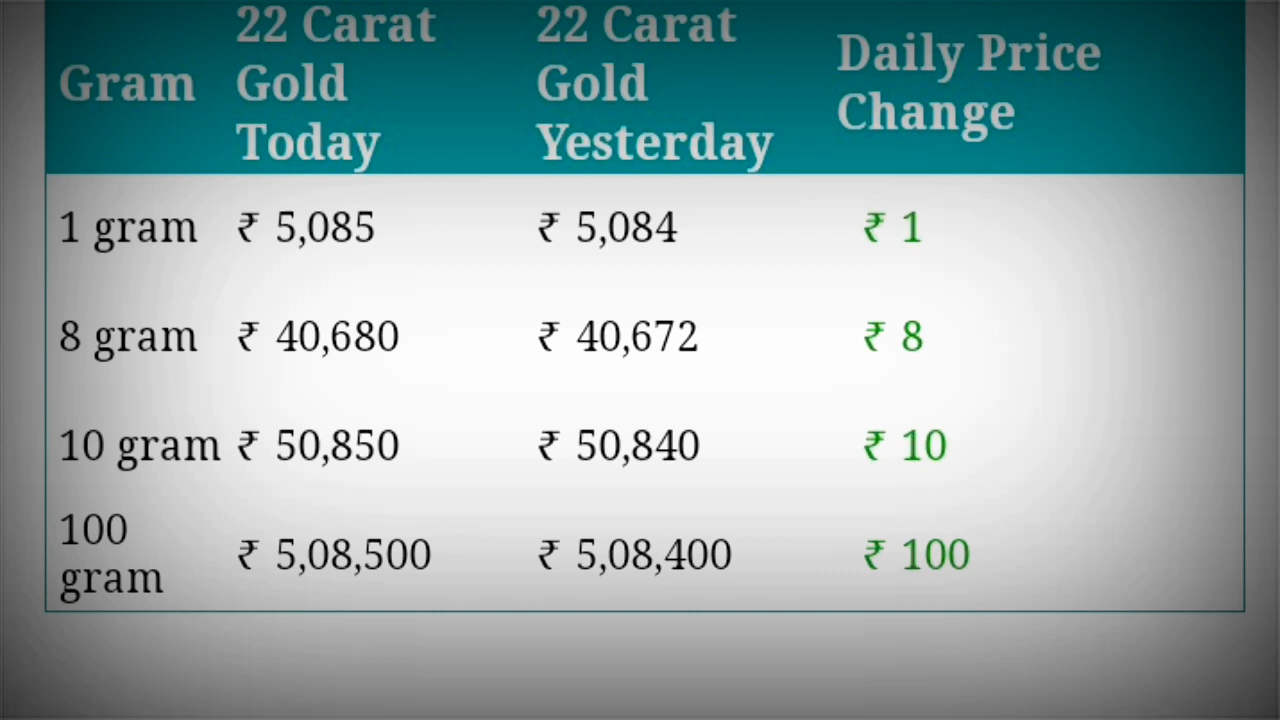 Gram
22 Carat
Gold
Today
22 Carat
Gold
Yesterday
Daily Price
Change
1 gram ₹ 5,085 ₹ 5,084 ₹ 1
8 gram ₹ 40,680 ₹ 40,672 ₹ 8
10 gram ₹ 50,850 ₹ 50,840 ₹ 10
100
gram ₹ 5,08,500 ₹ 5,08,400 ₹ 100